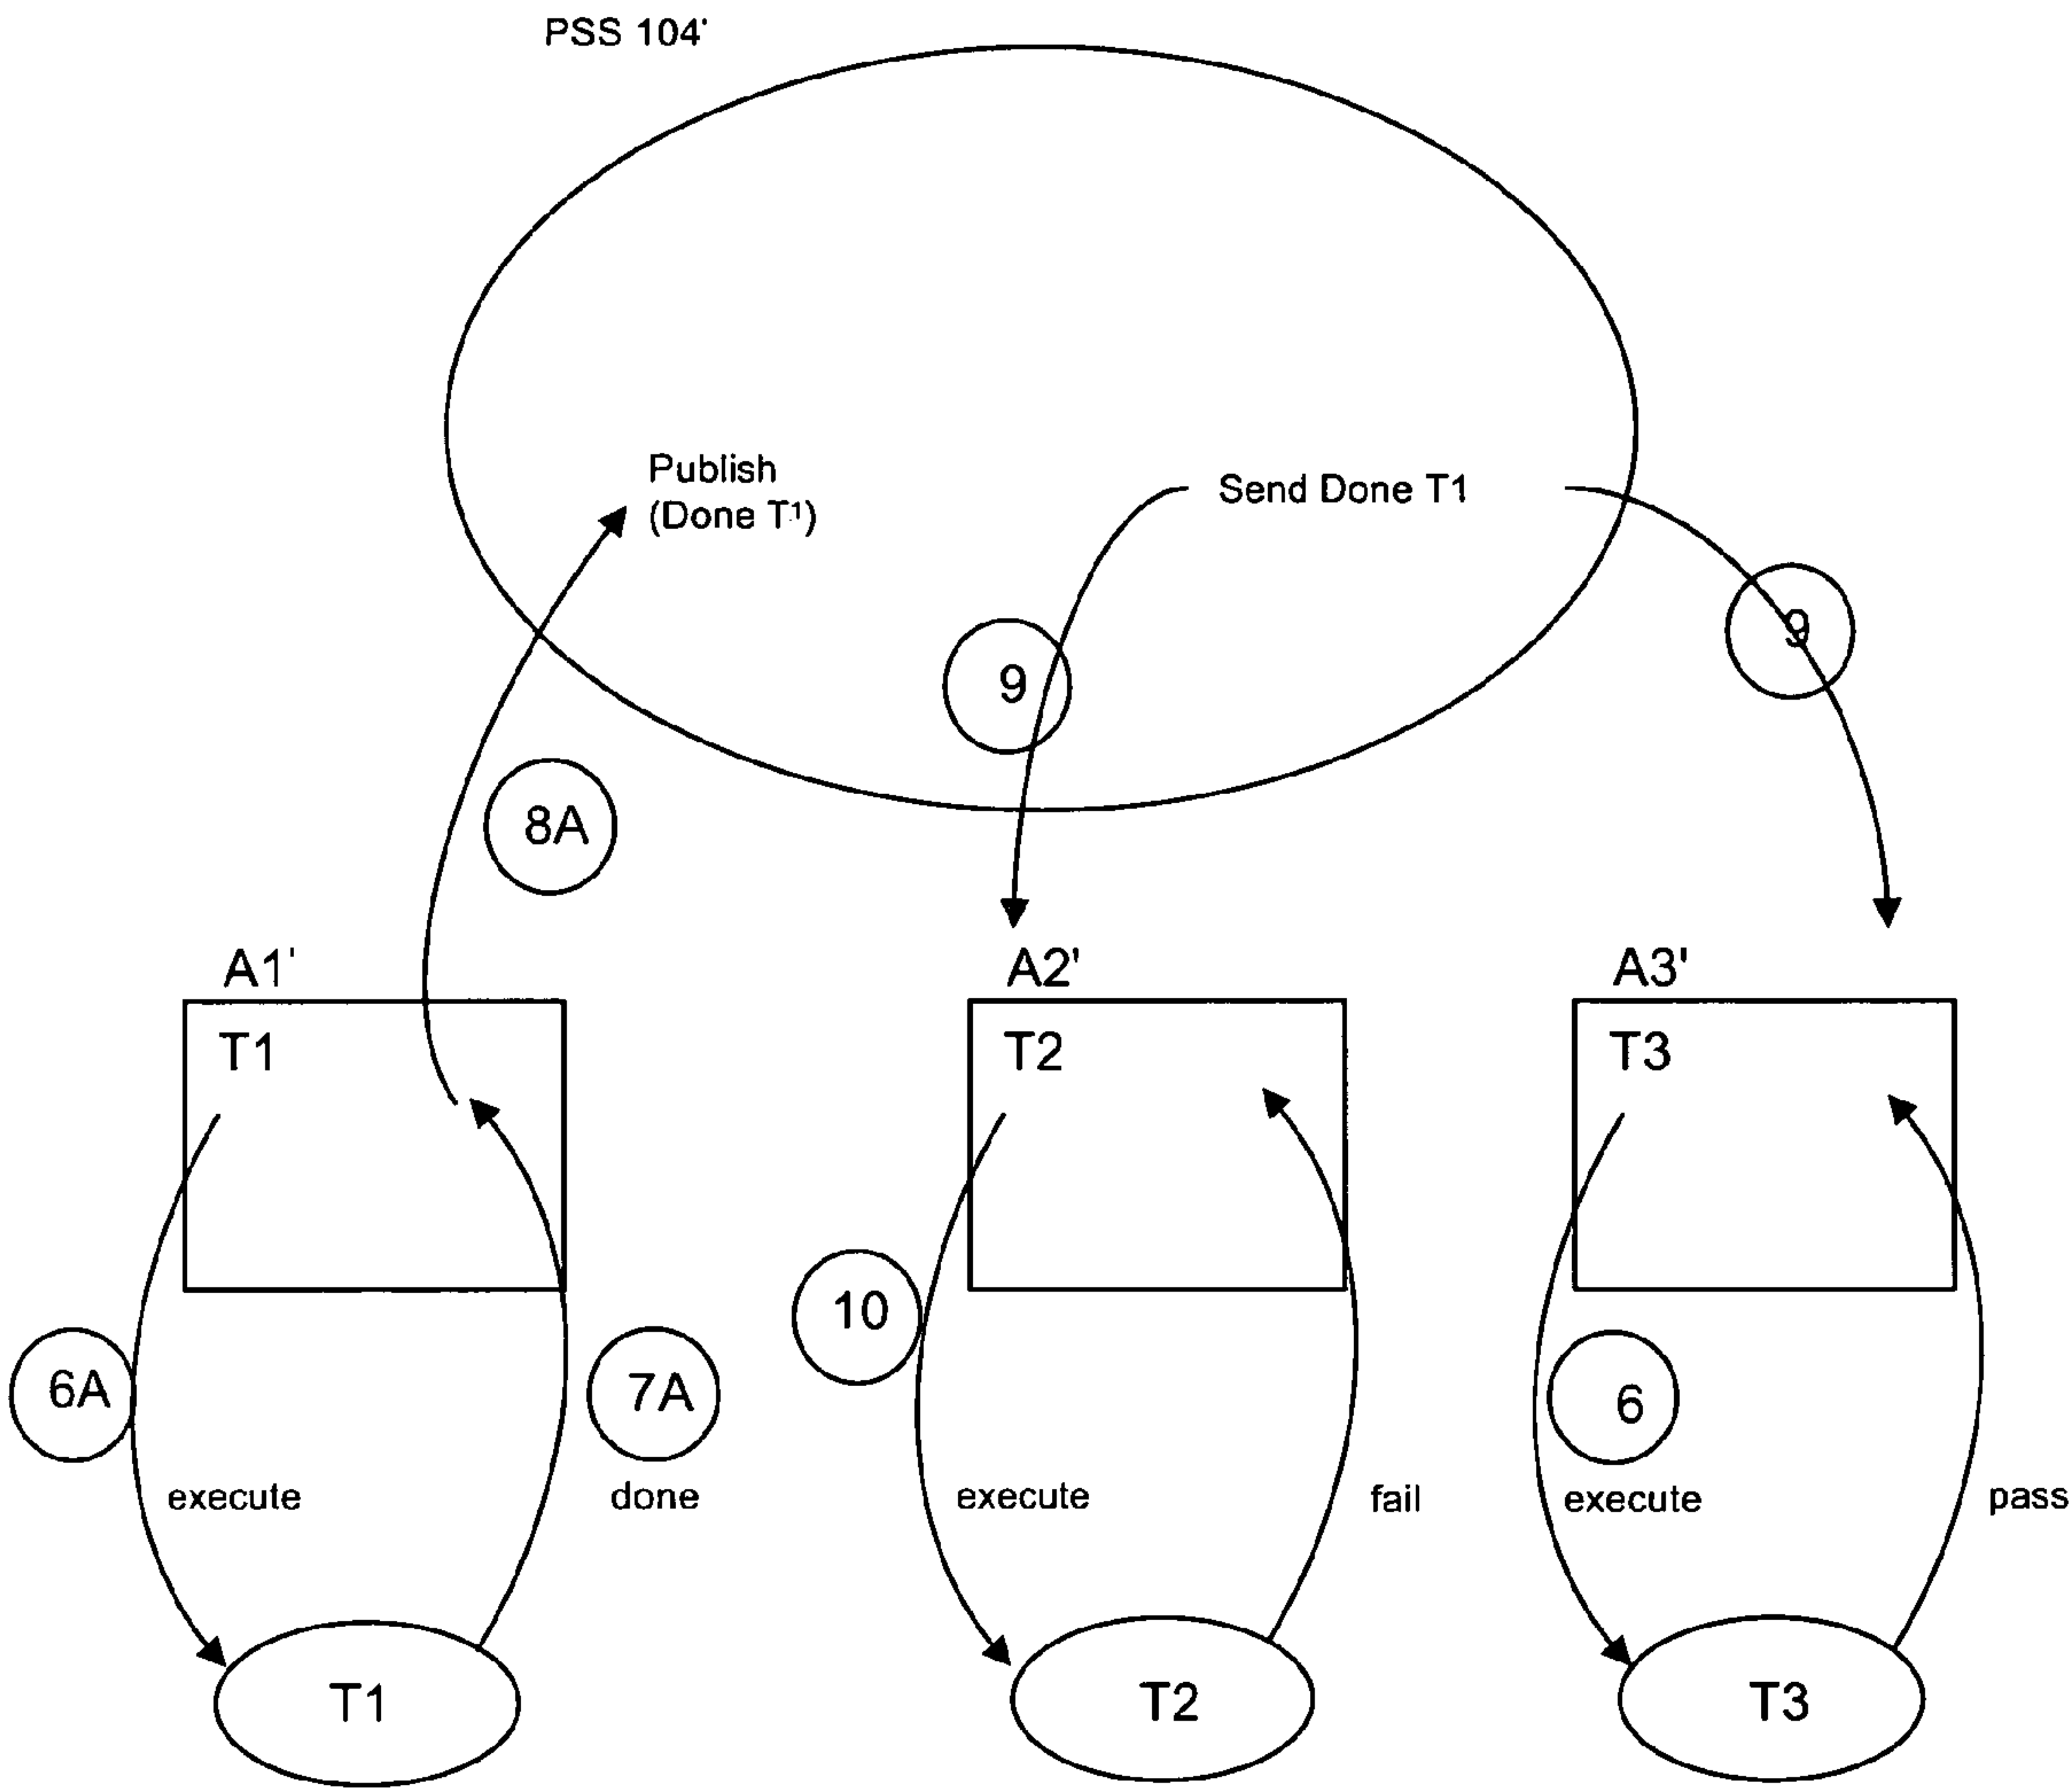 PSS 104'
Publish
(Done T1)
Send Done T1
9
9
8A
A1'
A2'
A3'
T1
T2
T3
10
6A
7A
6
execute
done
execute
fail
execute
pass
T1
T2
T3